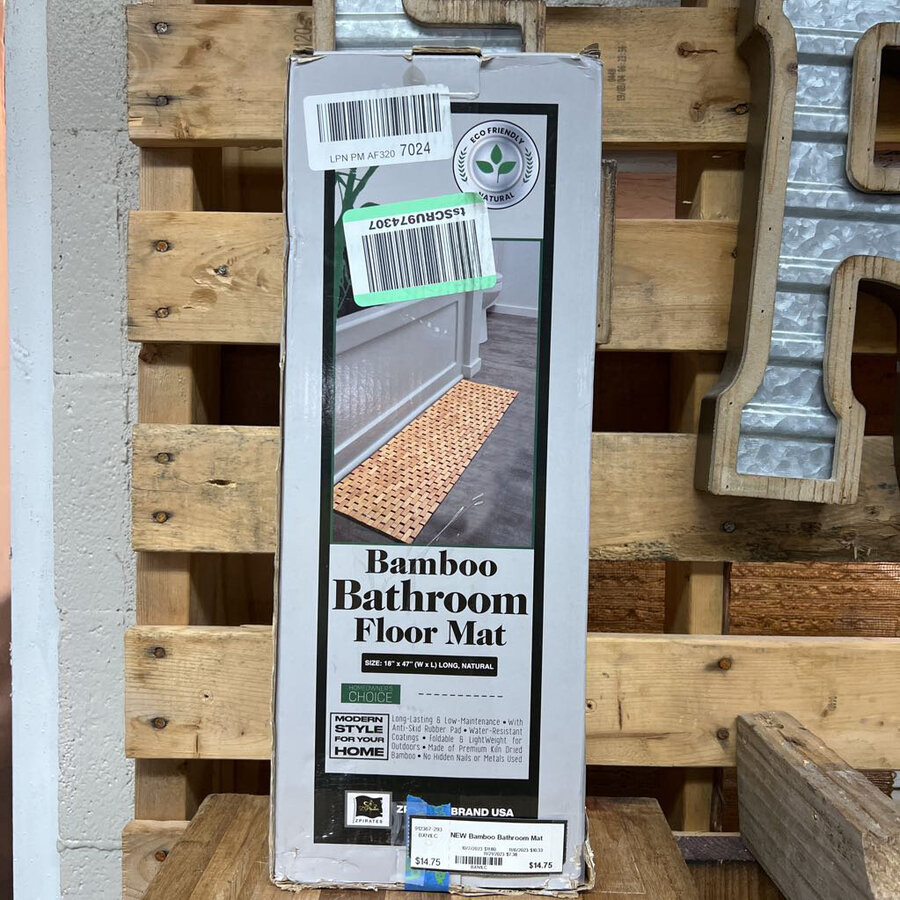 LPN PM AF320 7024
ECO FRIENDLY
NATURAL
tsSCRU974307
Bamboo
Bathroom
Floor Mat
SIZE: 18" x 47" (W x L) LONG, NATURAL
HOMEOWNERS
CHOICE
MODERN
STYLE
FOR YOUR
HOME
Long-Lasting & Low-Maintenance • With
Anti-Skid Rubber Pad • Water-Resistant
Coatings • Foldable & LightWeight for
Outdoors • Made of Premium Kiln Dried
Bamboo • No Hidden Nails or Metals Used
ZPIRATES
BRAND USA
NEW Bamboo Bathroom Mat
$14.75
$14.75